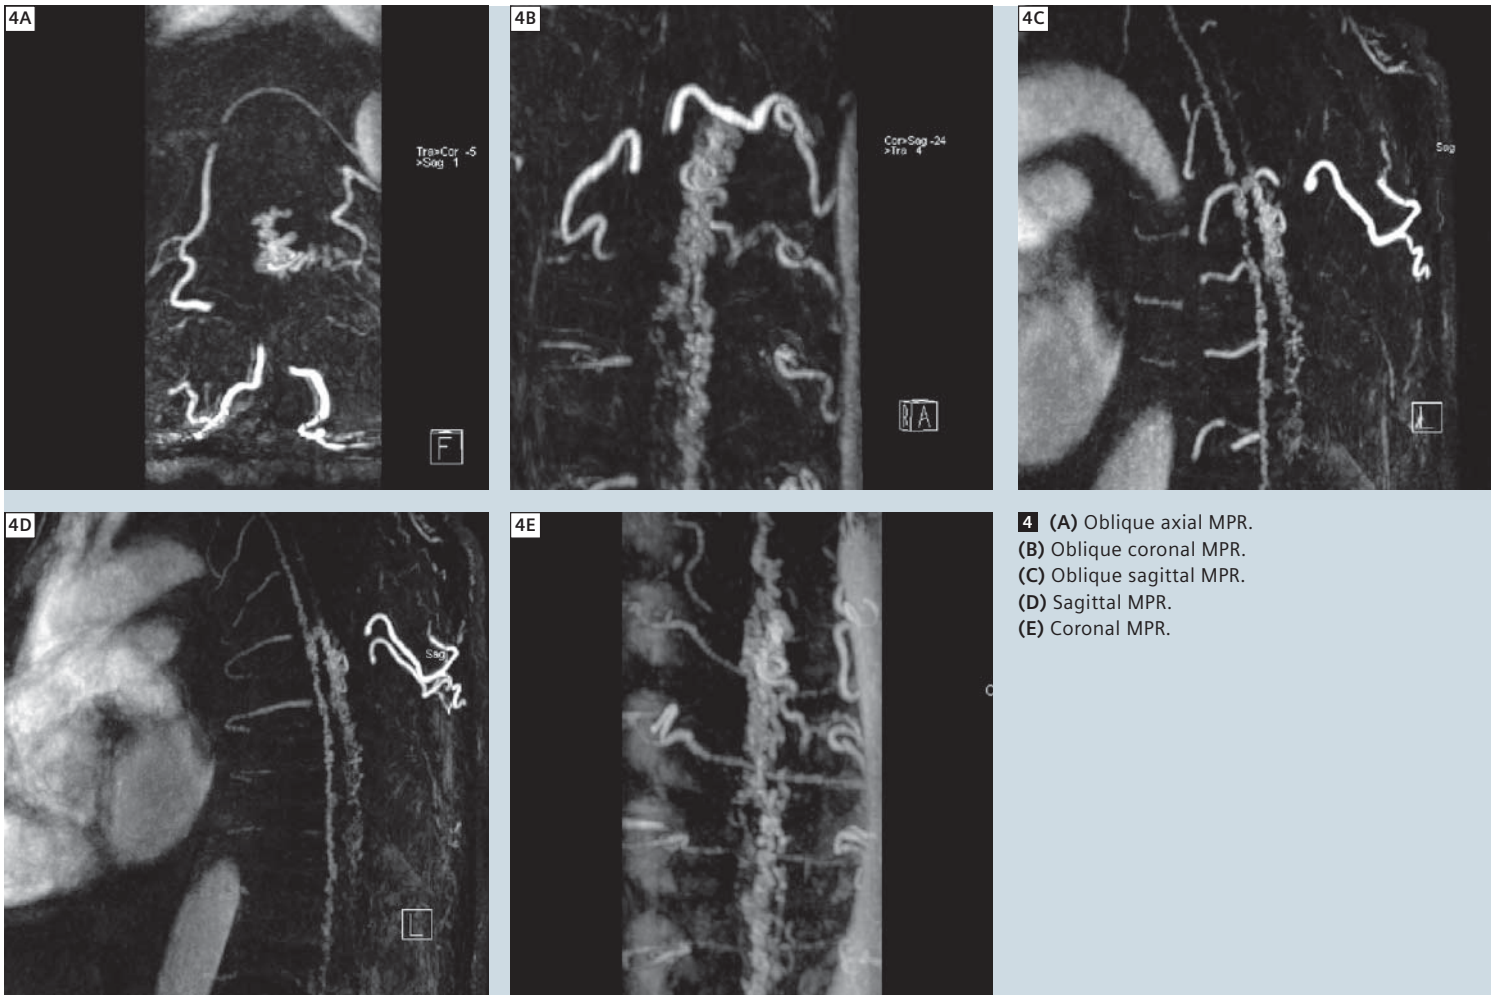 4A
Tra>Cor -5
>Sag 1
F
4B
Cor>Sag -24
>Tra 4
R A
4C
Sag
L
4D
Sag
L
4E
C
4 (A) Oblique axial MPR.
(B) Oblique coronal MPR.
(C) Oblique sagittal MPR.
(D) Sagittal MPR.
(E) Coronal MPR.